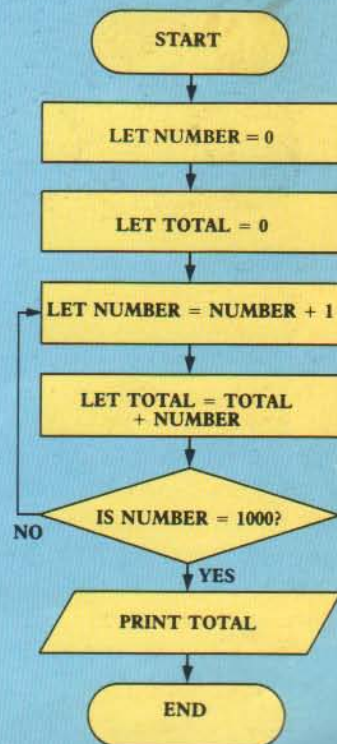 START
LET NUMBER = 0
LET TOTAL = 0
LET NUMBER = NUMBER + 1
LET TOTAL = TOTAL
+ NUMBER
IS NUMBER = 1000?
NO
YES
PRINT TOTAL
END